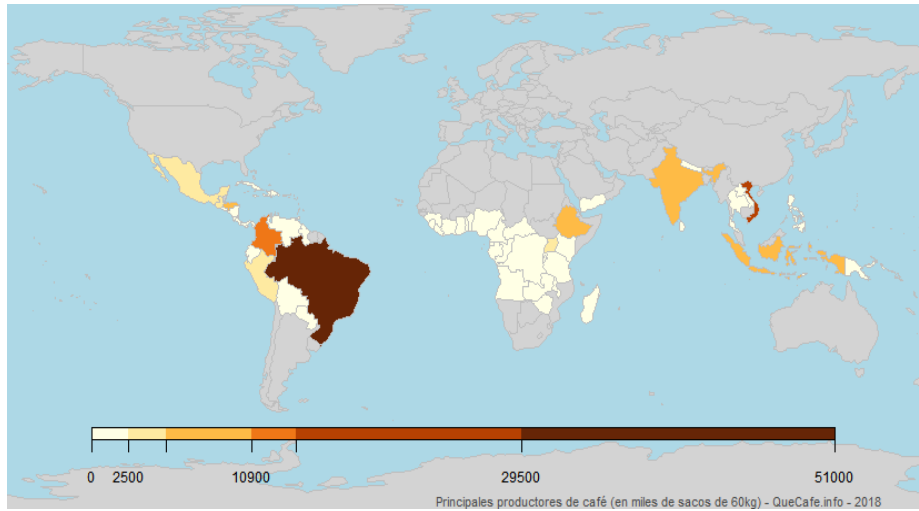 0 2500 10900 29500 51000
Principales productores de café (en miles de sacos de 60kg) - QueCafe.info - 2018